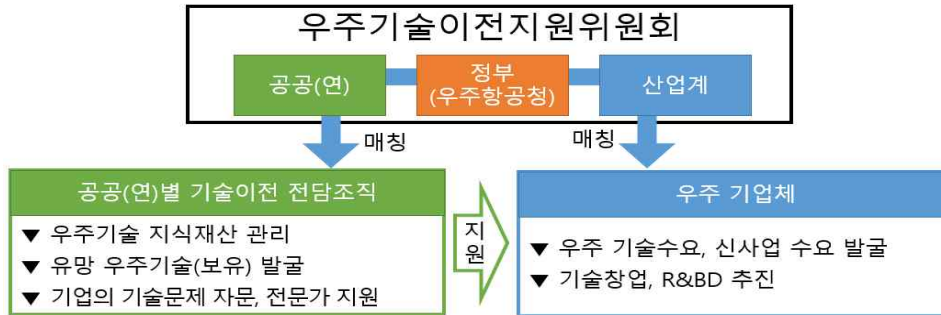 우주기술이전지원위원회
공공(연)
정부
(우주항공청)
산업계
매칭
매칭
공공(연)별 기술이전 전담조직
▼ 우주기술 지식재산 관리
▼ 유망 우주기술(보유) 발굴
▼ 기업의 기술문제 자문, 전문가 지원
지
원
우주 기업체
▼ 우주 기술수요, 신사업 수요 발굴
▼ 기술창업, R&BD 추진